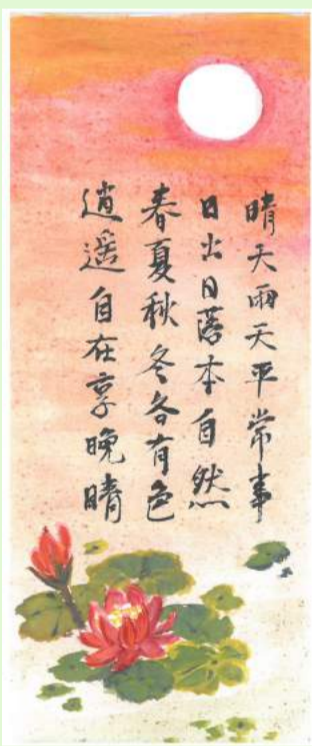 晴天雨天平常事
日出日落本自然
春夏秋冬各有色
逍遥自在享晚晴